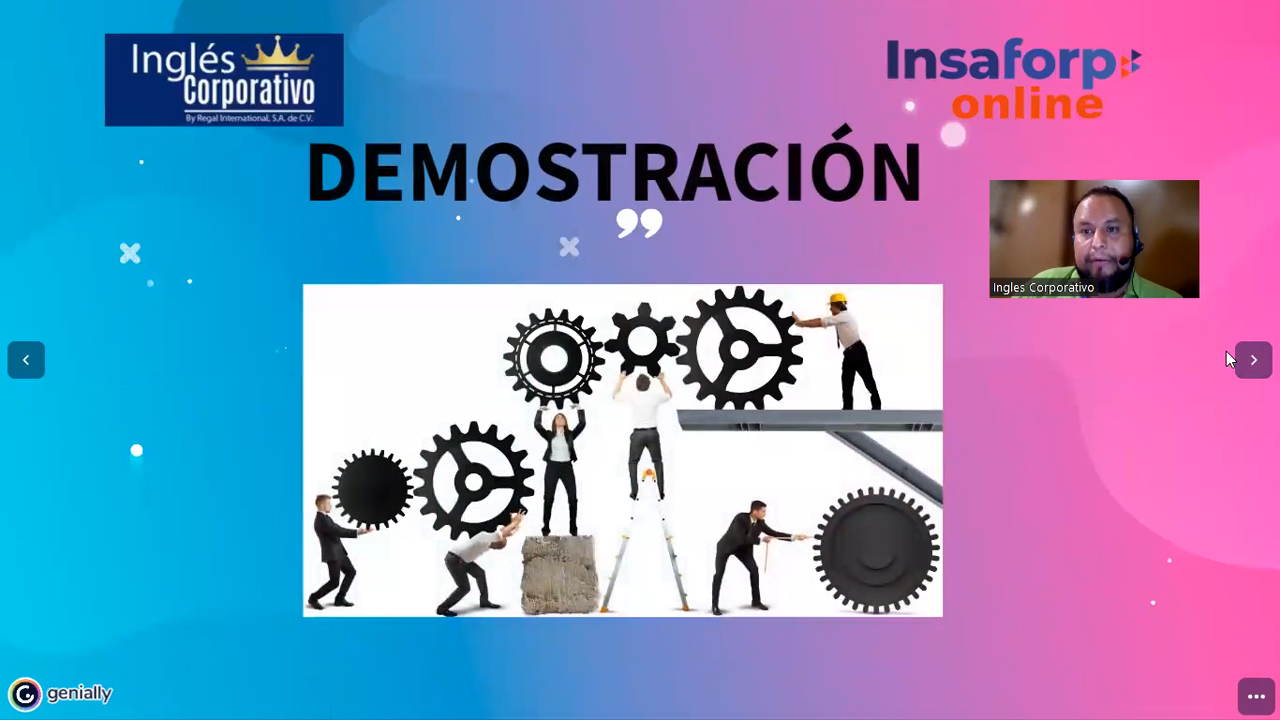 Inglés
Corporativo
By Regal International, S.A. de C.V.
Insaforp
online
DEMOSTRACIÓN
”
Ingles Corporativo
genially